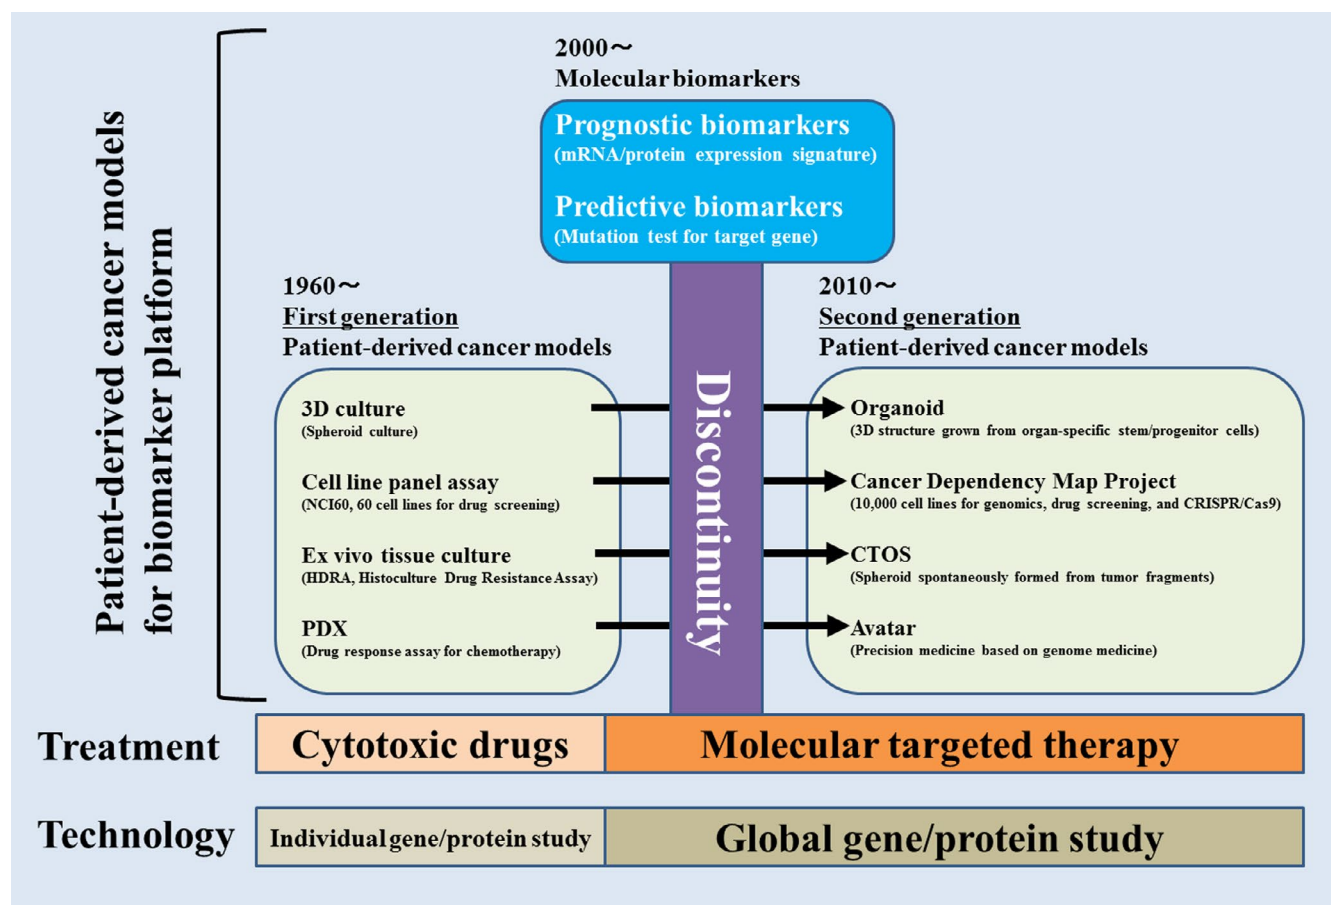 Patient-derived cancer models
for biomarker platform
2000～
Molecular biomarkers
Prognostic biomarkers
(mRNA/protein expression signature)
Predictive biomarkers
(Mutation test for target gene)
1960～
First generation
Patient-derived cancer models
3D culture
(Spheroid culture)
Cell line panel assay
(NCI60, 60 cell lines for drug screening)
Ex vivo tissue culture
(HDRA, Histoculture Drug Resistance Assay)
PDX
(Drug response assay for chemotherapy)
Discontinuity
2010～
Second generation
Patient-derived cancer models
Organoid
(3D structure grown from organ-specific stem/progenitor cells)
Cancer Dependency Map Project
(10,000 cell lines for genomics, drug screening, and CRISPR/Cas9)
CTOS
(Spheroid spontaneously formed from tumor fragments)
Avatar
(Precision medicine based on genome medicine)
Treatment
Cytotoxic drugs
Molecular targeted therapy
Technology
Individual gene/protein study
Global gene/protein study